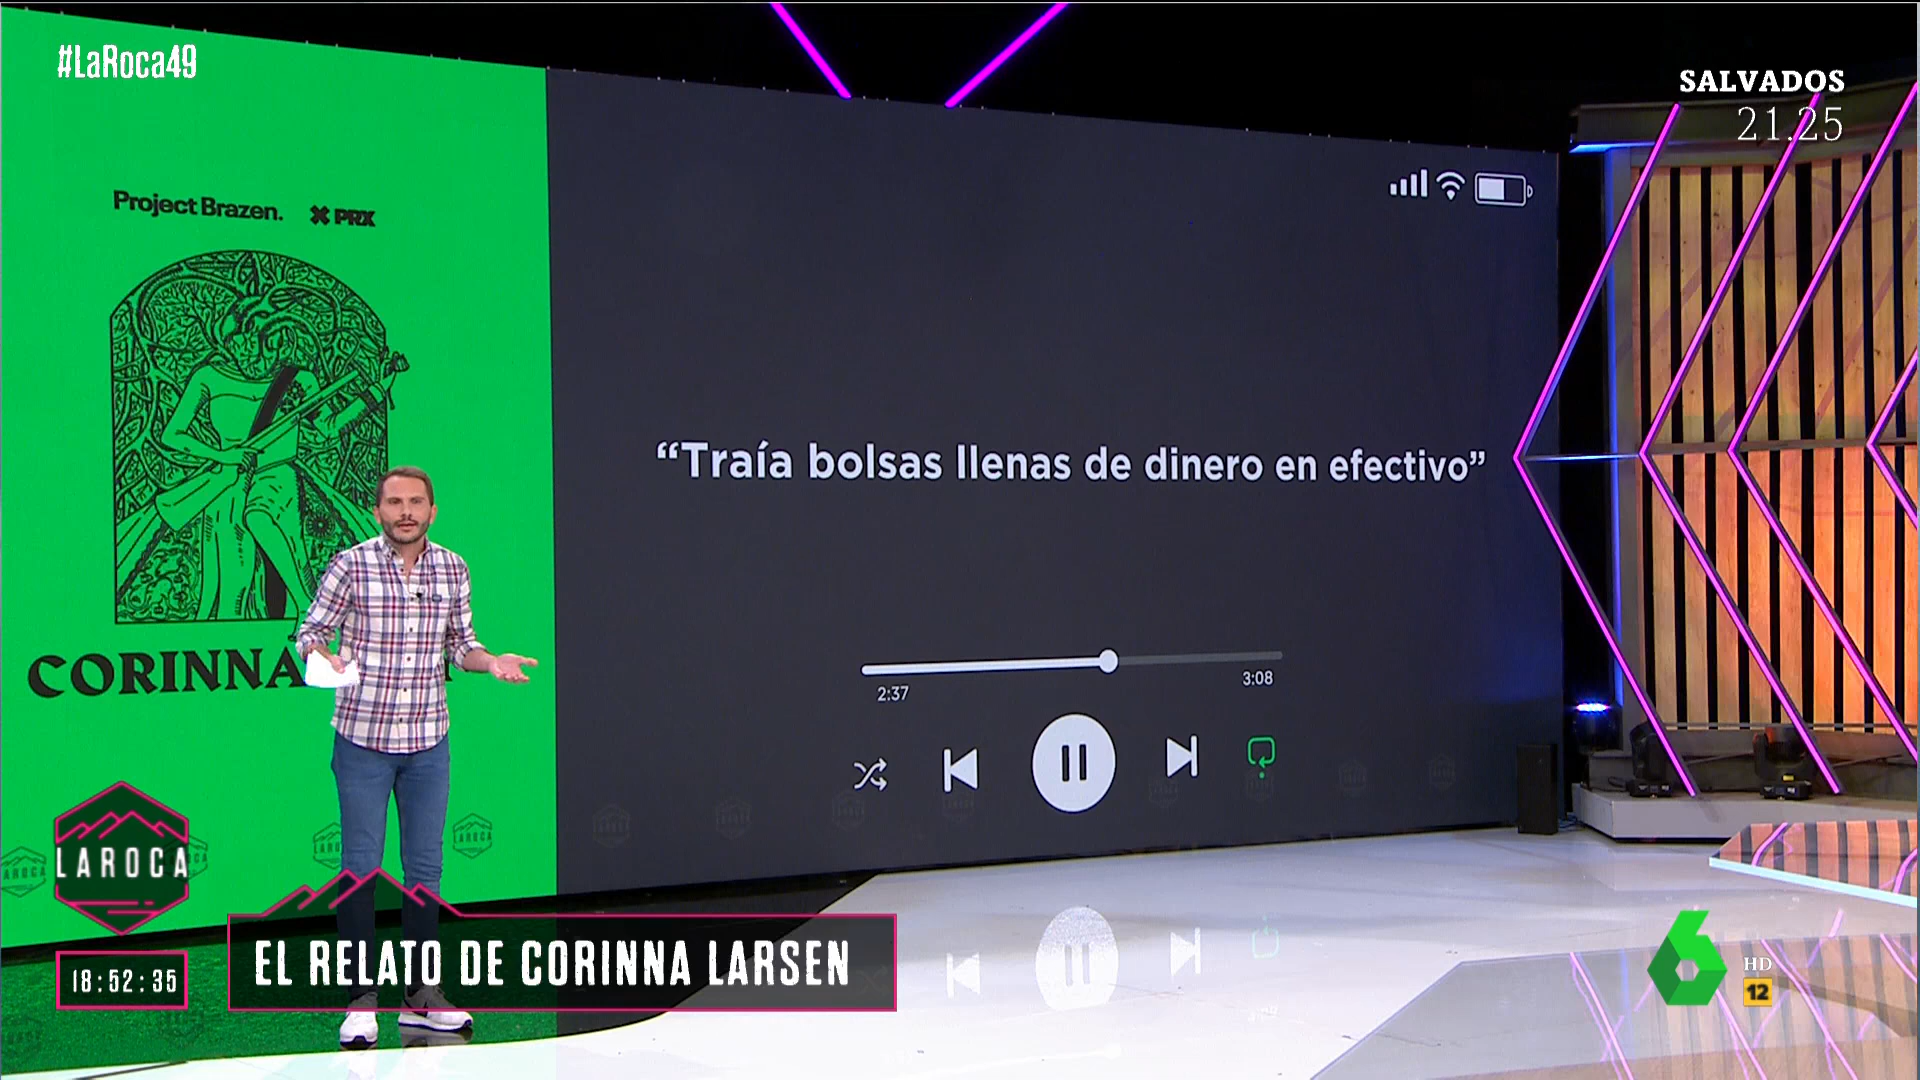 #LaRoca49
SALVADOS
21.25
Project Brazen. PRX
“Traía bolsas llenas de dinero en efectivo”
CORINNA
2:37
3:08
LAROCA
18:52:35
EL RELATO DE CORINNA LARSEN
6
HD
12